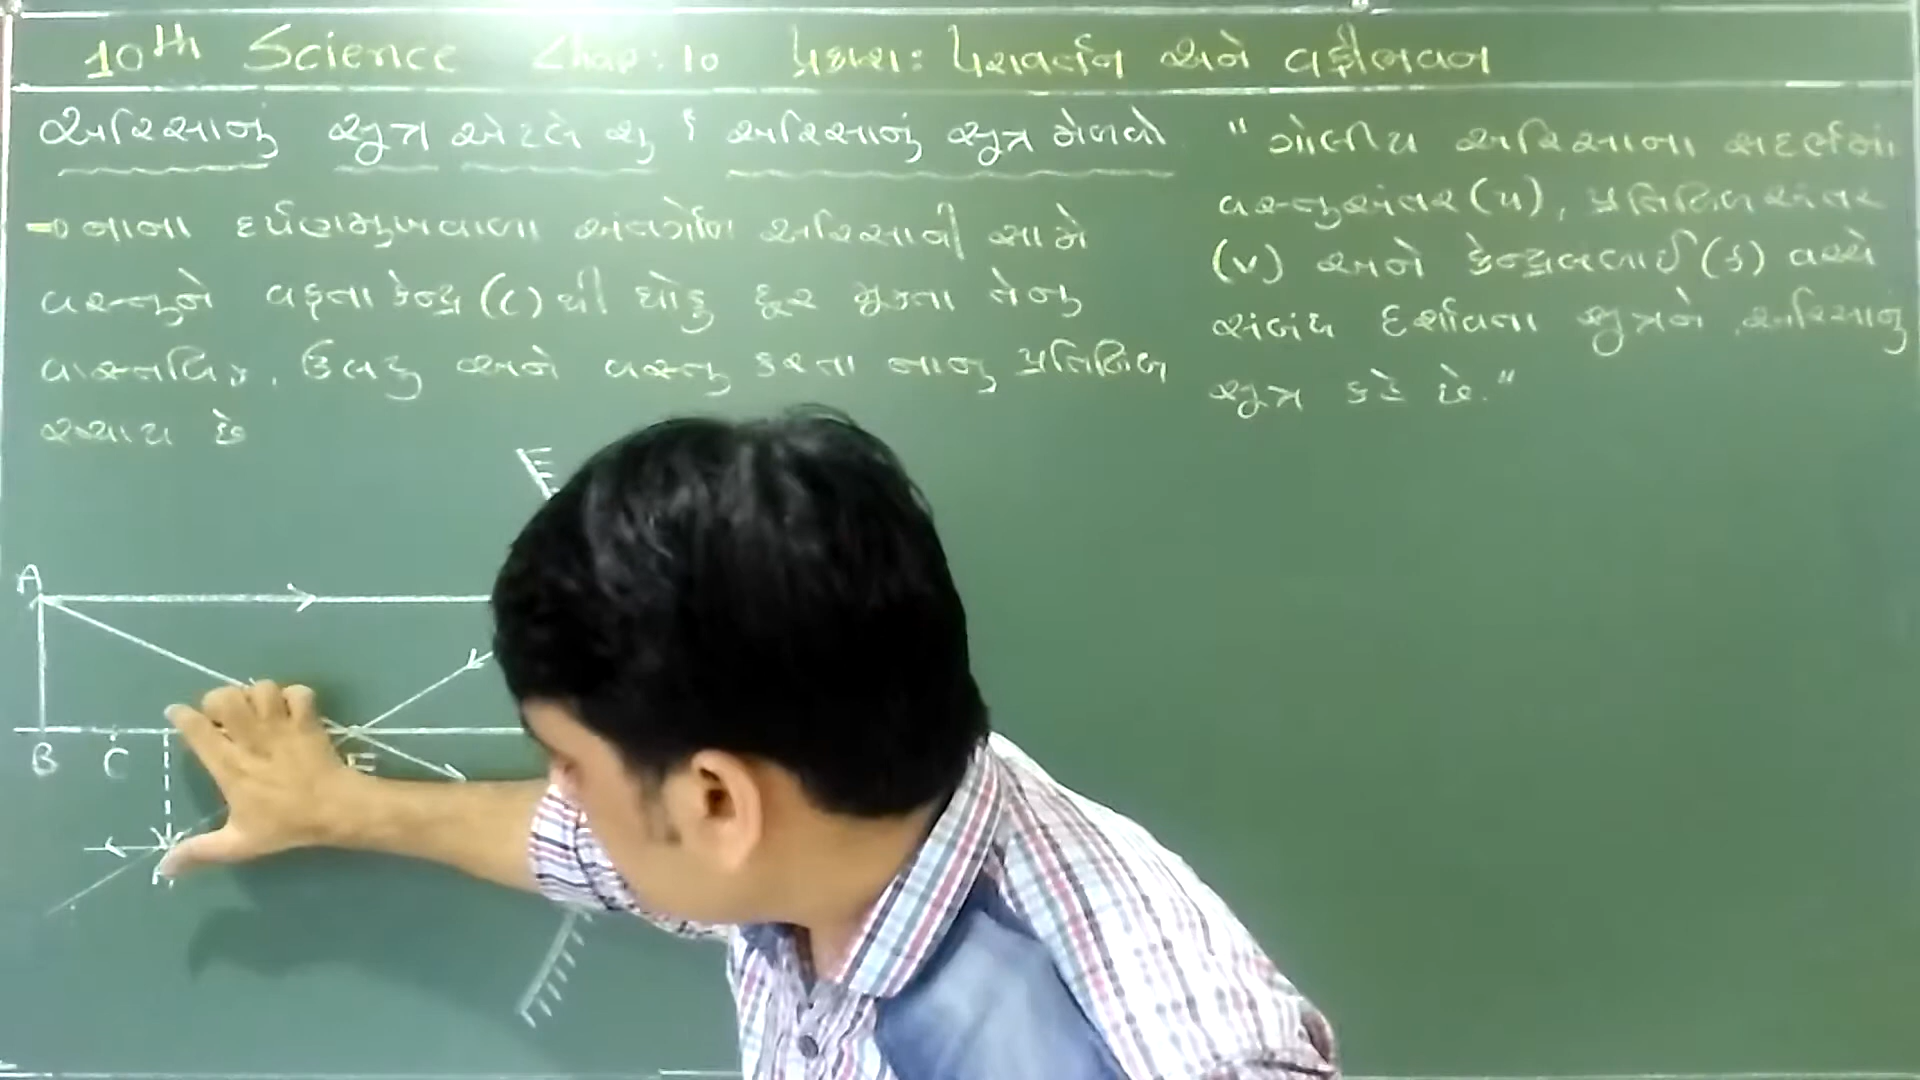 10th Science Chap: 10 પ્રકાશ: પરાવર્તન અને વક્રીભવન
અરિસાનું સુત્ર એટલે શુ ? અરિસાનું સુત્ર મેળવો
→ નાના દર્પણમુખવાળા અંતર્ગોળ અરિસાની સામે
વસ્તુને વક્રતા કેન્દ્ર (C) થી થોડુ દૂર મુકતા તેનુ
વાસ્તવિક, ઉલટુ અને વસ્તુ કરતા નાનુ પ્રતિબિંબ
રચાય છે
" ગોલીય અરિસાના સદર્ભમાં
વસ્તુઅંતર (u), પ્રતિબિંબઅંતર
(v) અને કેન્દ્રલંબાઈ (f) વચ્ચે
સંબંધ દર્શાવતા સુત્રને અરિસાનુ
સુત્ર કહે છે."
A
B C F